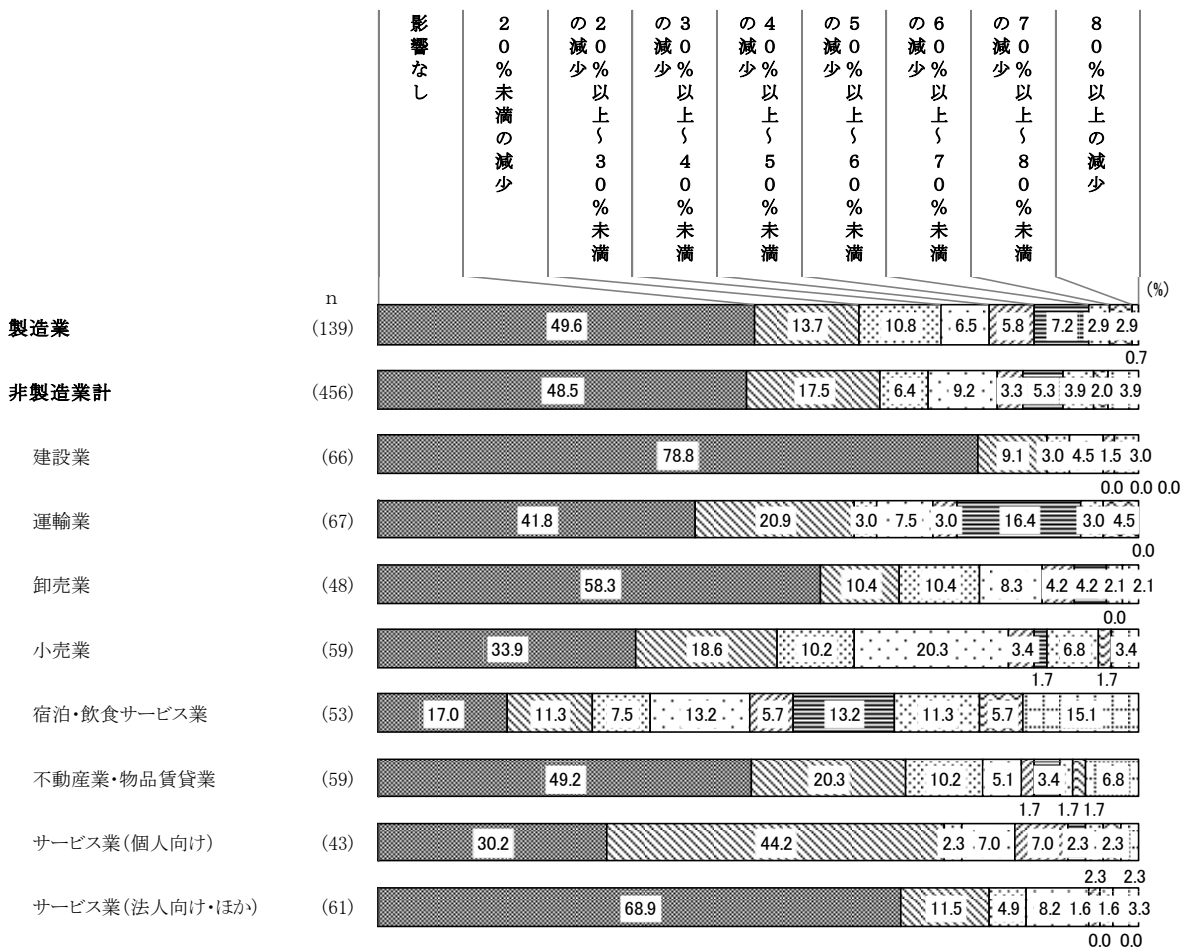 影響なし
20%未満の減少
20%以上~30%未満
の減少
30%以上~40%未満
の減少
40%以上~50%未満
の減少
50%以上~60%未満
の減少
60%以上~70%未満
の減少
70%以上~80%未満
の減少
80%以上の減少
(%)
n
製造業 (139) 49.6 13.7 10.8 6.5 5.8 7.2 2.9 2.9
0.7
非製造業計 (456) 48.5 17.5 6.4 9.2 3.3 5.3 3.9 2.0 3.9
建設業 (66) 78.8 9.1 3.0 4.5 1.5 3.0
0.0 0.0 0.0
運輸業 (67) 41.8 20.9 3.0 7.5 3.0 16.4 3.0 4.5
0.0
卸売業 (48) 58.3 10.4 10.4 8.3 4.2 4.2 2.1 2.1
0.0
小売業 (59) 33.9 18.6 10.2 20.3 3.4 6.8 3.4
1.7 1.7
宿泊・飲食サービス業 (53) 17.0 11.3 7.5 13.2 5.7 13.2 11.3 5.7 15.1
不動産業・物品賃貸業 (59) 49.2 20.3 10.2 5.1 3.4 6.8
1.7 1.7 1.7
サービス業(個人向け) (43) 30.2 44.2 2.3 7.0 7.0 2.3 2.3
2.3 2.3
サービス業(法人向け・ほか) (61) 68.9 11.5 4.9 8.2 1.6 1.6 3.3
0.0 0.0